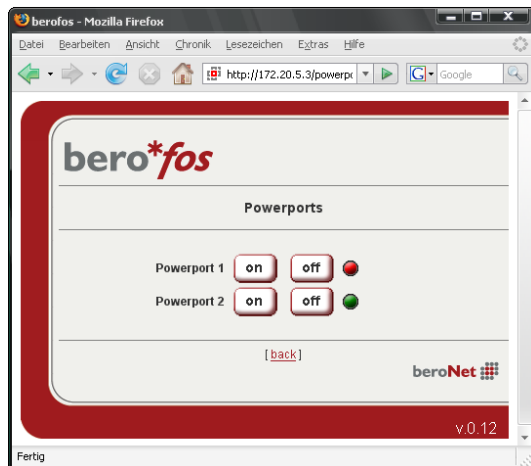 berofos - Mozilla Firefox
Datei Bearbeiten Ansicht Chronik Lesezeichen Extras Hilfe
http://172.20.5.3/powerpo G Google
bero*fos
Powerports
Powerport 1 on off
Powerport 2 on off
[ back ]
beroNet
v.0.12
Fertig